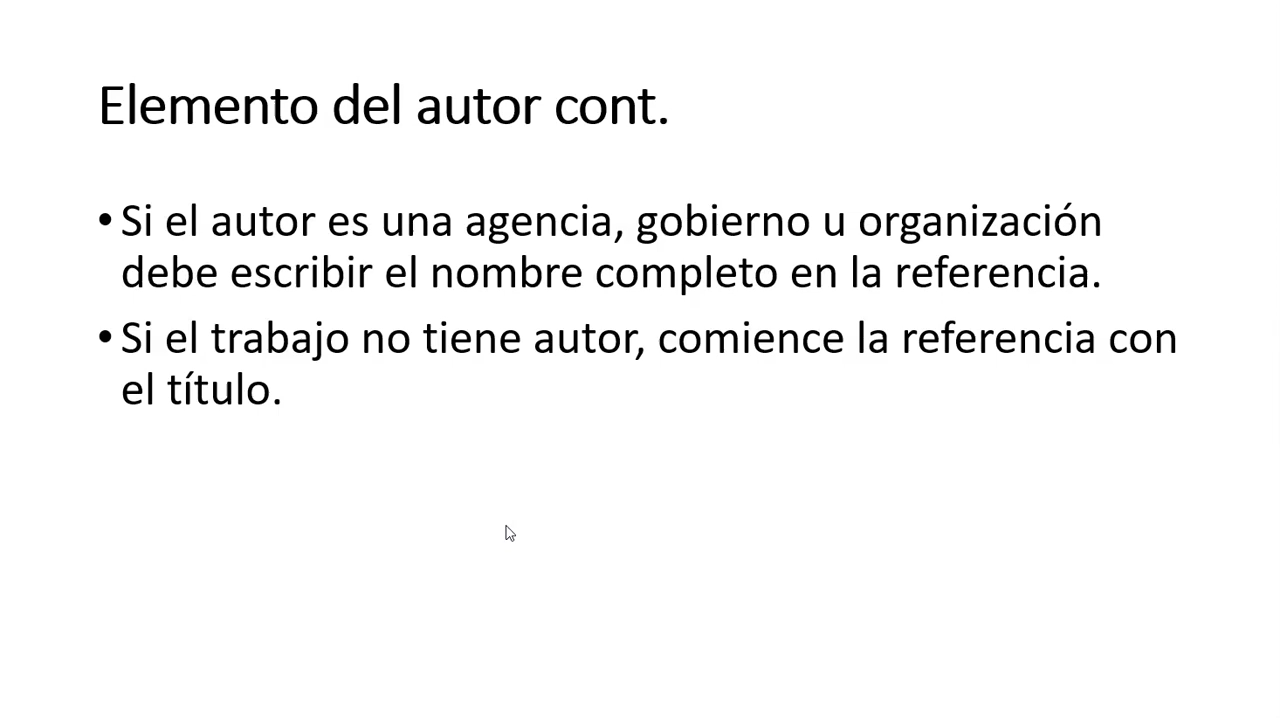 Elemento del autor cont.
•Si el autor es una agencia, gobierno u organización
debe escribir el nombre completo en la referencia.
•Si el trabajo no tiene autor, comience la referencia con
el título.